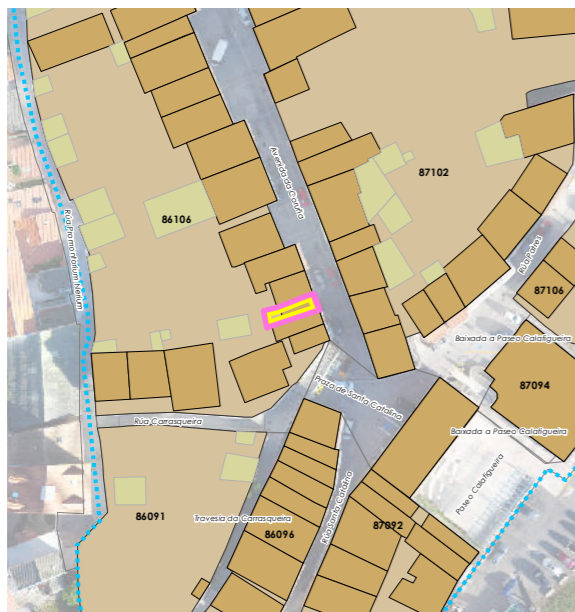 87102
Avenida da Coruña
86106
Rúa Promontorium Nerium
Rúa Patres
87106
Baixada a Paseo Calafigueira
Praza de Santa Catalina
87094
Rúa Carrasqueira
Baixada a Paseo Calafigueira
Paseo Calafigueira
86091
Travesía da Carrasqueira
86096
Rúa Santa Catalina
87092